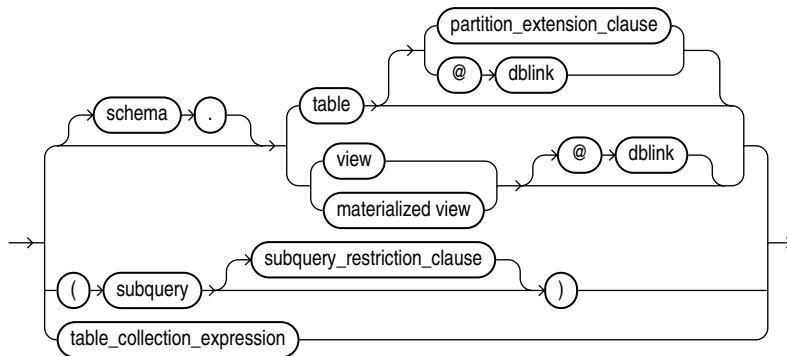 partition_extension_clause
@ dblink
schema . table
view @ dblink
materialized view
subquery_restriction_clause
( subquery )
table_collection_expression